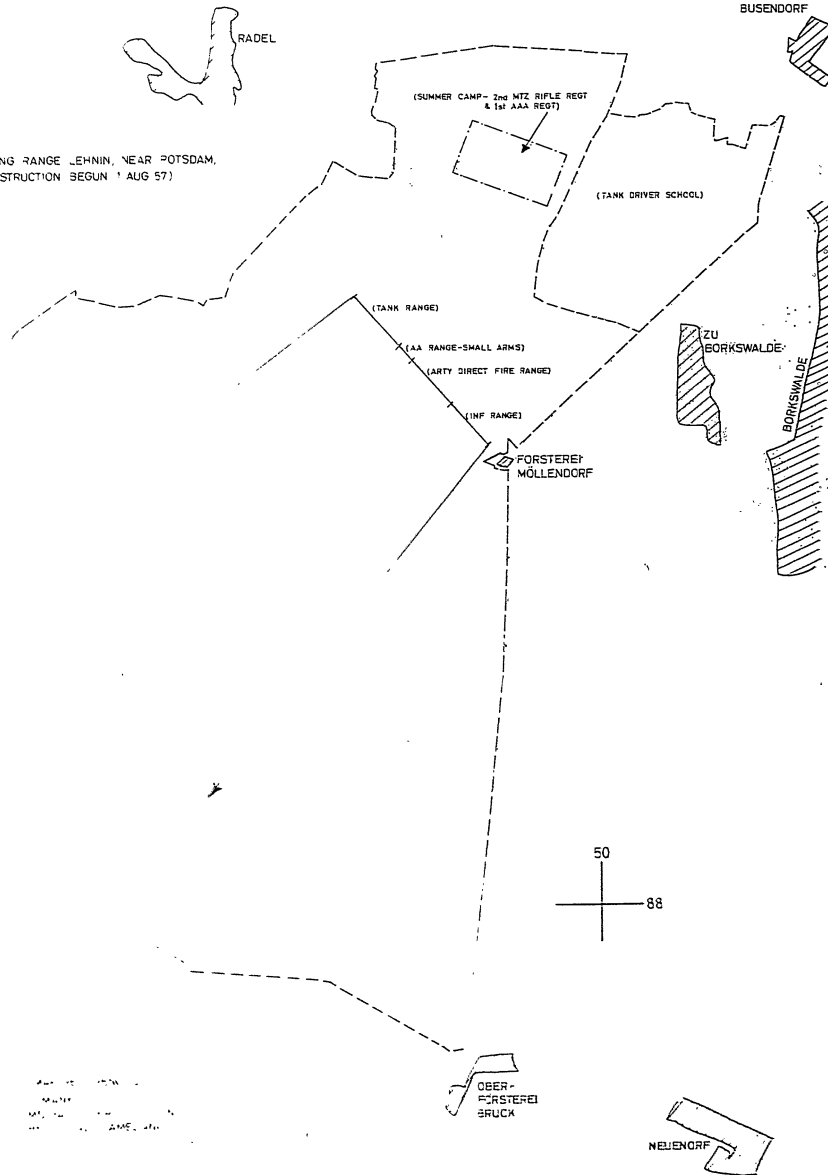 BUSENDORF
RADEL
(SUMMER CAMP- 2nd MTZ RIFLE REGT
& 1st AAA REGT)
NG RANGE LEHNIN, NEAR POTSDAM,
STRUCTION BEGUN 1 AUG 57)
(TANK DRIVER SCHOOL)
(TANK RANGE)
(AA RANGE-SMALL ARMS)
(ARTY DIRECT FIRE RANGE)
(INF RANGE)
ZU
BORKSWALDE
BORKSWALDE
FORSTEREI
MÖLLENDORF
50
88
OBER-
FÖRSTEREI
BRUCK
NEUENDORF